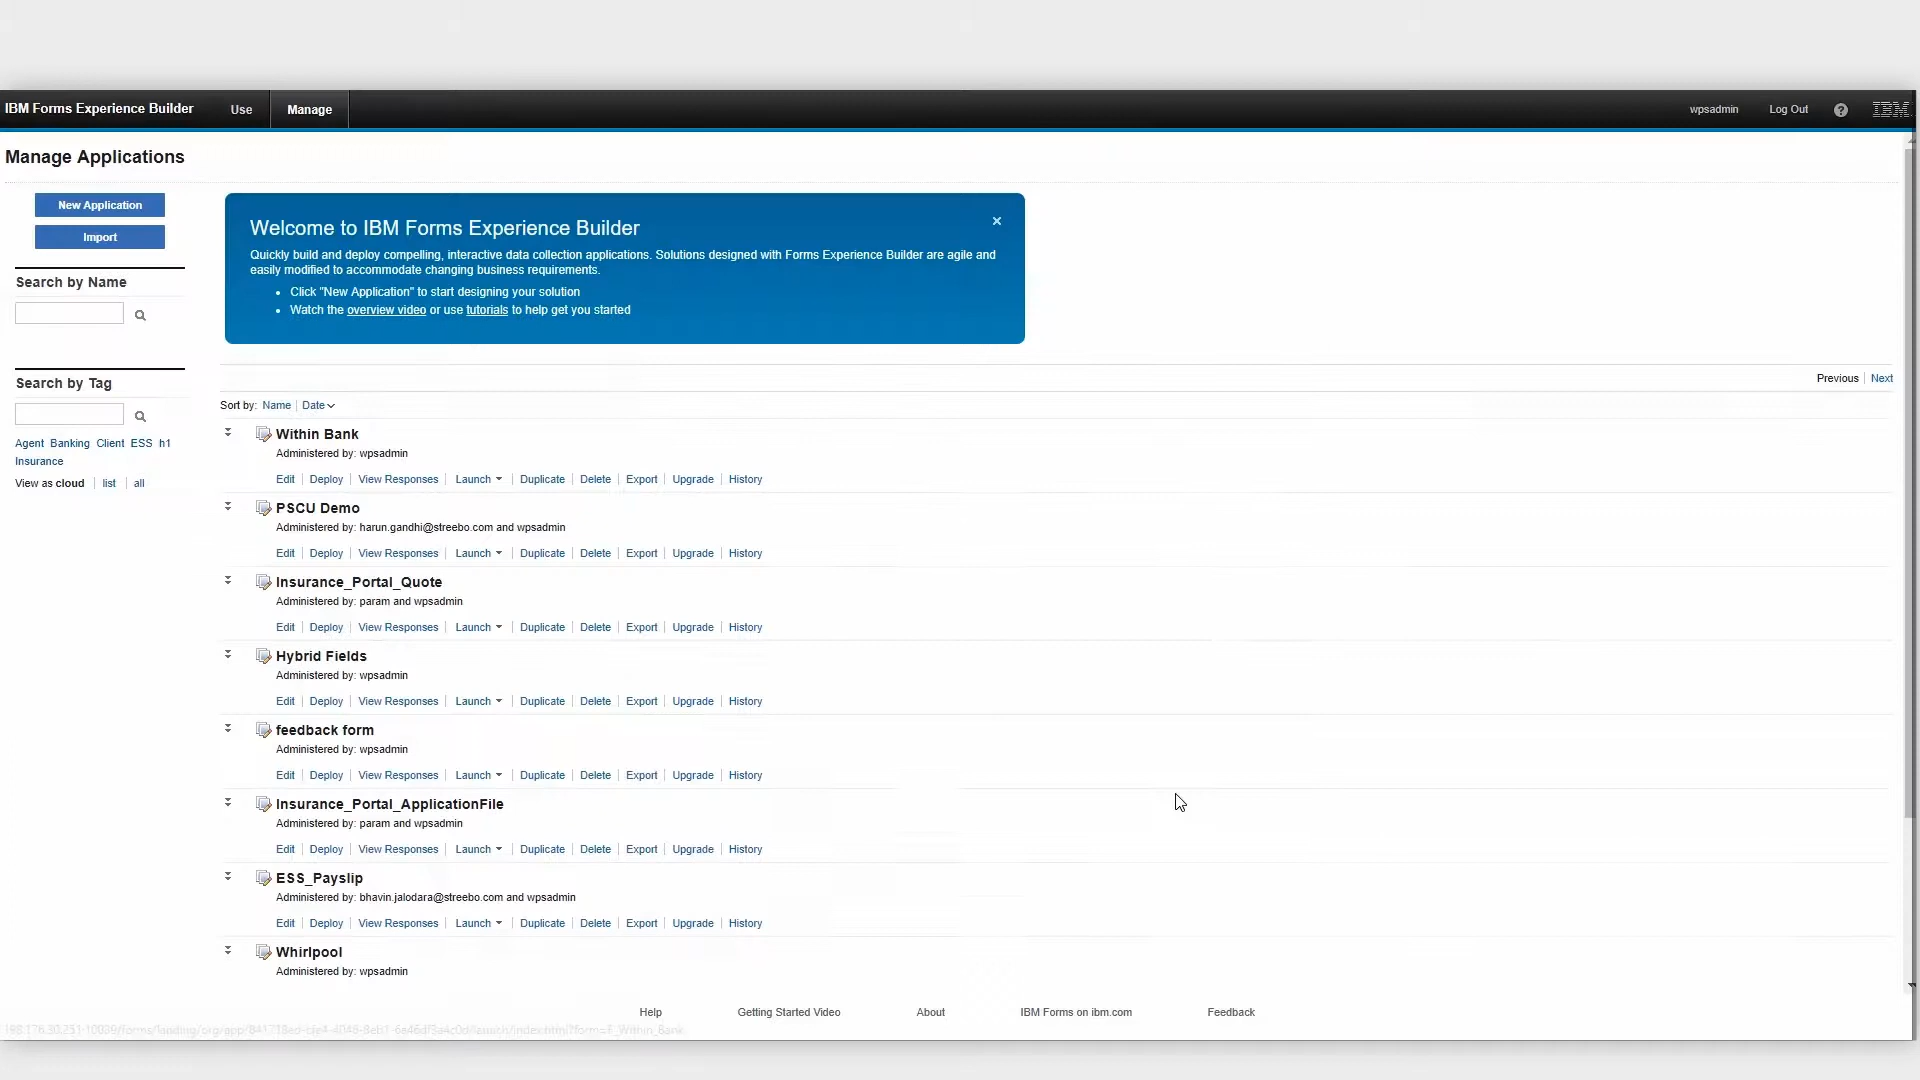 IBM Forms Experience Builder Use Manage wpsadmin Log Out ? IBM
Manage Applications
New Application
Import
Search by Name
Search by Tag
Agent Banking Client ESS h1
Insurance
View as cloud list all
Welcome to IBM Forms Experience Builder ×
Quickly build and deploy compelling, interactive data collection applications. Solutions designed with Forms Experience Builder are agile and
easily modified to accommodate changing business requirements.
• Click "New Application" to start designing your solution
• Watch the overview video or use tutorials to help get you started
Previous Next
Sort by: Name Date
Within Bank
Administered by: wpsadmin
Edit Deploy View Responses Launch Duplicate Delete Export Upgrade History
PSCU Demo
Administered by: harun.gandhi@streebo.com and wpsadmin
Edit Deploy View Responses Launch Duplicate Delete Export Upgrade History
Insurance_Portal_Quote
Administered by: param and wpsadmin
Edit Deploy View Responses Launch Duplicate Delete Export Upgrade History
Hybrid Fields
Administered by: wpsadmin
Edit Deploy View Responses Launch Duplicate Delete Export Upgrade History
feedback form
Administered by: wpsadmin
Edit Deploy View Responses Launch Duplicate Delete Export Upgrade History
Insurance_Portal_ApplicationFile
Administered by: param and wpsadmin
Edit Deploy View Responses Launch Duplicate Delete Export Upgrade History
ESS_Payslip
Administered by: bhavin.jalodara@streebo.com and wpsadmin
Edit Deploy View Responses Launch Duplicate Delete Export Upgrade History
Whirlpool
Administered by: wpsadmin
Help Getting Started Video About IBM Forms on ibm.com Feedback